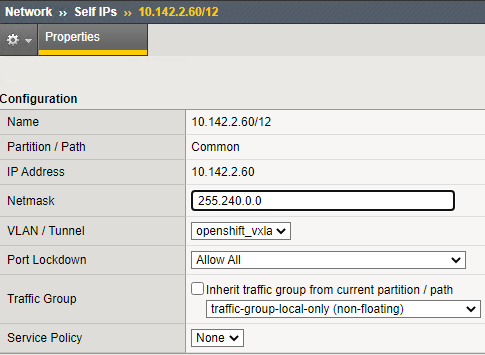 Network ›› Self IPs ›› 10.142.2.60/12
Properties
Configuration
Name 10.142.2.60/12
Partition / Path Common
IP Address 10.142.2.60
Netmask 255.240.0.0
VLAN / Tunnel openshift_vxla
Port Lockdown Allow All
Traffic Group Inherit traffic group from current partition / path
traffic-group-local-only (non-floating)
Service Policy None